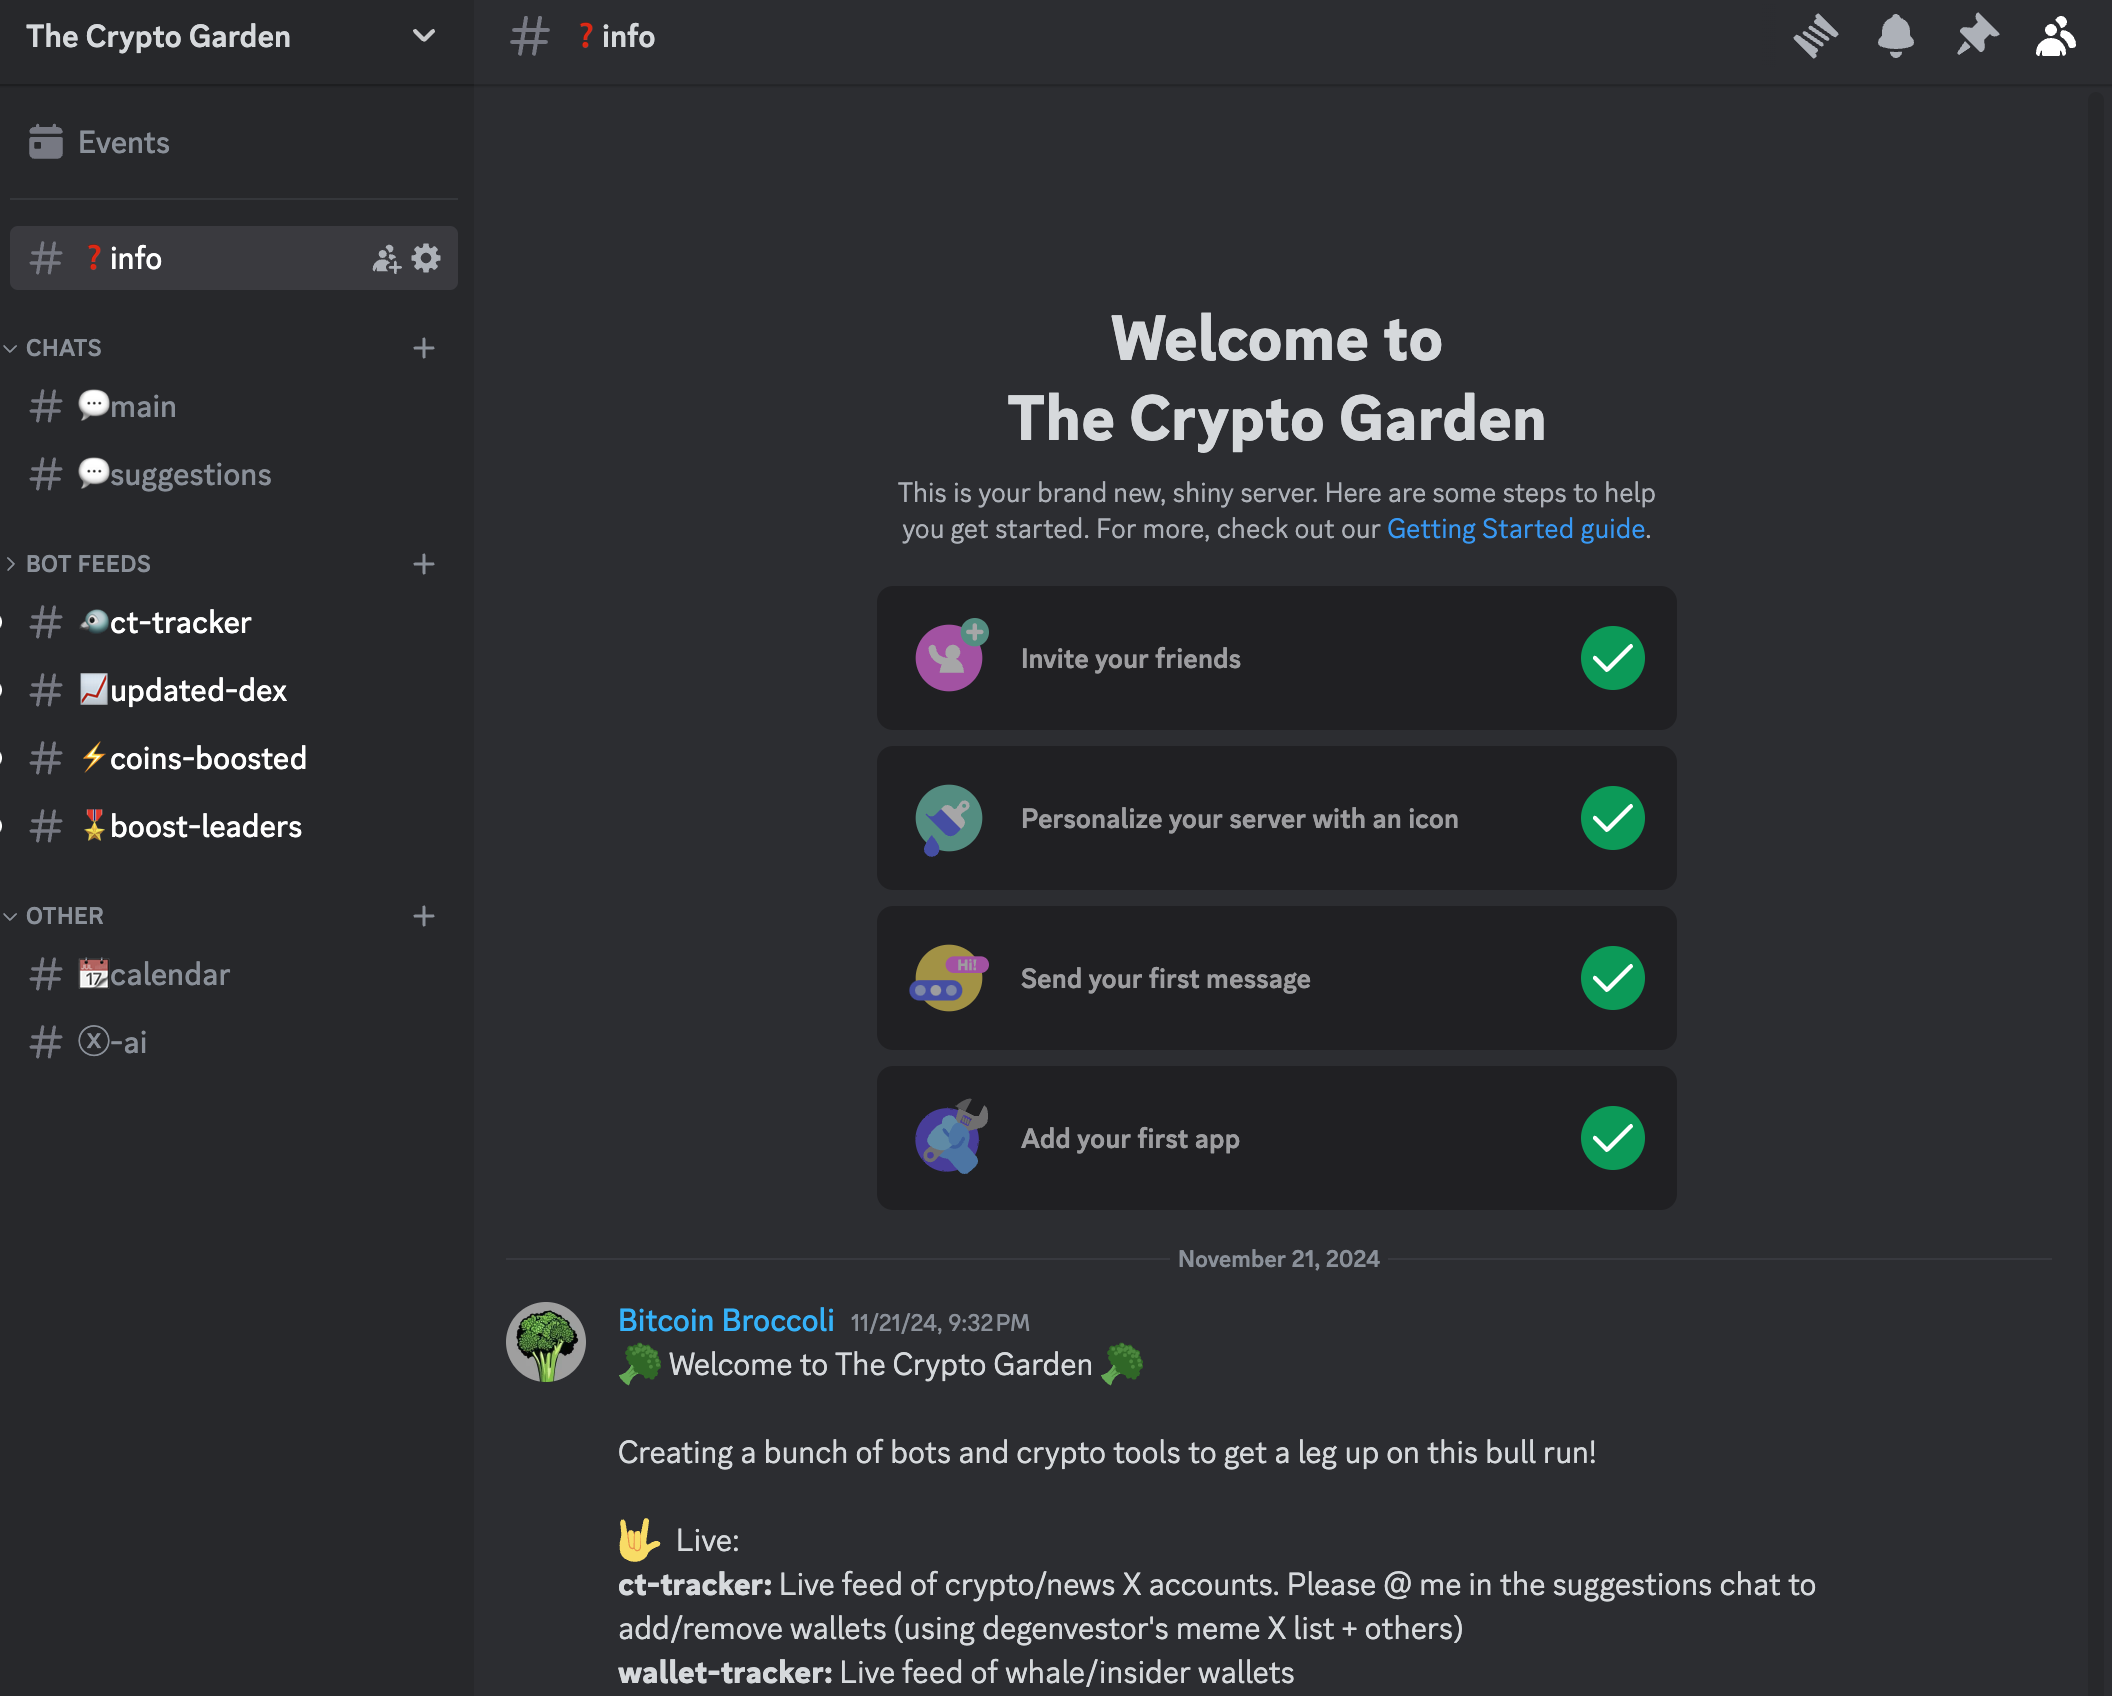 The Crypto Garden
Events
❓info
CHATS
💬main
💬suggestions
BOT FEEDS
🐦ct-tracker
📈updated-dex
⚡coins-boosted
🎖️boost-leaders
OTHER
📆calendar
ⓧ-ai
❓info
Welcome to
The Crypto Garden
This is your brand new, shiny server. Here are some steps to help
you get started. For more, check out our Getting Started guide.
Invite your friends
Personalize your server with an icon
Hi!
Send your first message
Add your first app
November 21, 2024
Bitcoin Broccoli 11/21/24, 9:32 PM
🥦 Welcome to The Crypto Garden 🥦
Creating a bunch of bots and crypto tools to get a leg up on this bull run!
🤟 Live:
ct-tracker: Live feed of crypto/news X accounts. Please @ me in the suggestions chat to
add/remove wallets (using degenvestor's meme X list + others)
wallet-tracker: Live feed of whale/insider wallets